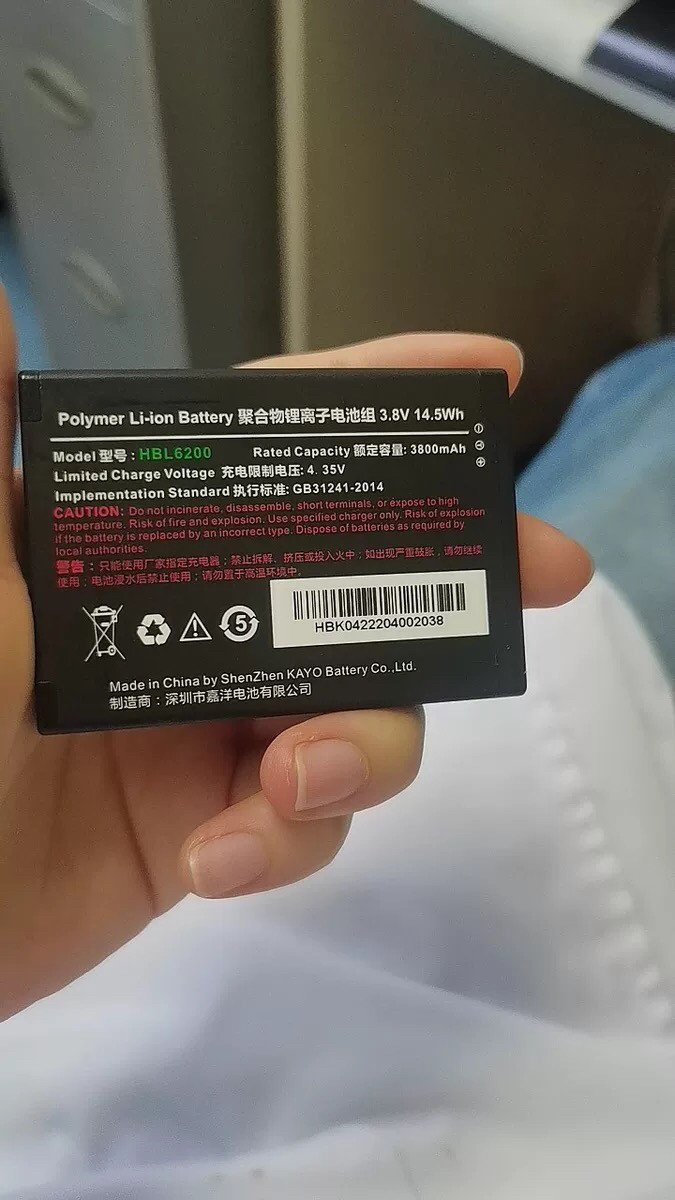 Polymer Li-ion Battery 聚合物锂离子电池组 3.8V 14.5Wh
Model 型号 : HBL6200 Rated Capacity 额定容量: 3800mAh
Limited Charge Voltage 充电限制电压: 4. 35V
Implementation Standard 执行标准: GB31241-2014
CAUTION: Do not incinerate, disassemble, short terminals, or expose to high
temperature. Risk of fire and explosion. Use specified charger only. Risk of explosion
if the battery is replaced by an incorrect type. Dispose of batteries as required by
local authorities.
警告：只能使用厂家指定充电器；禁止拆解、挤压或投入火中；如出现严重鼓胀，请勿继续
使用；电池浸水后禁止使用；请勿置于高温环境中。
5
HBK0422204002038
Made in China by ShenZhen KAYO Battery Co.,Ltd.
制造商：深圳市嘉洋电池有限公司